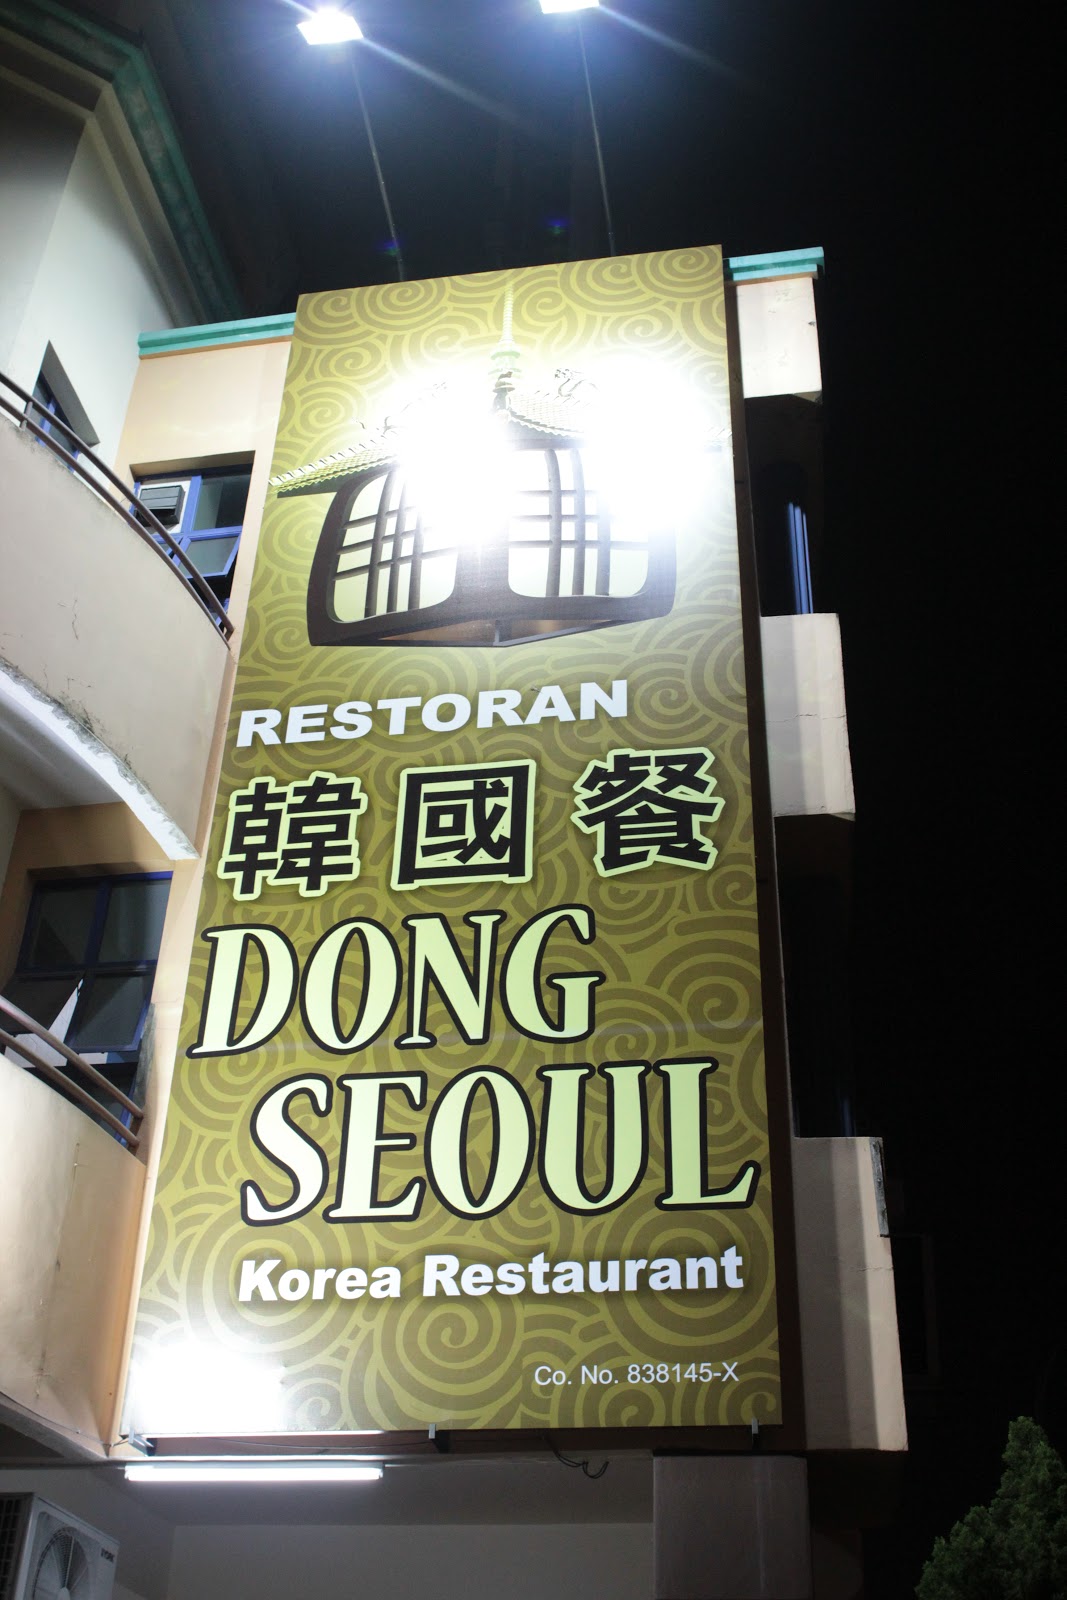 RESTORAN
韓國餐
DONG
SEOUL
Korea Restaurant
Co. No. 838145-X